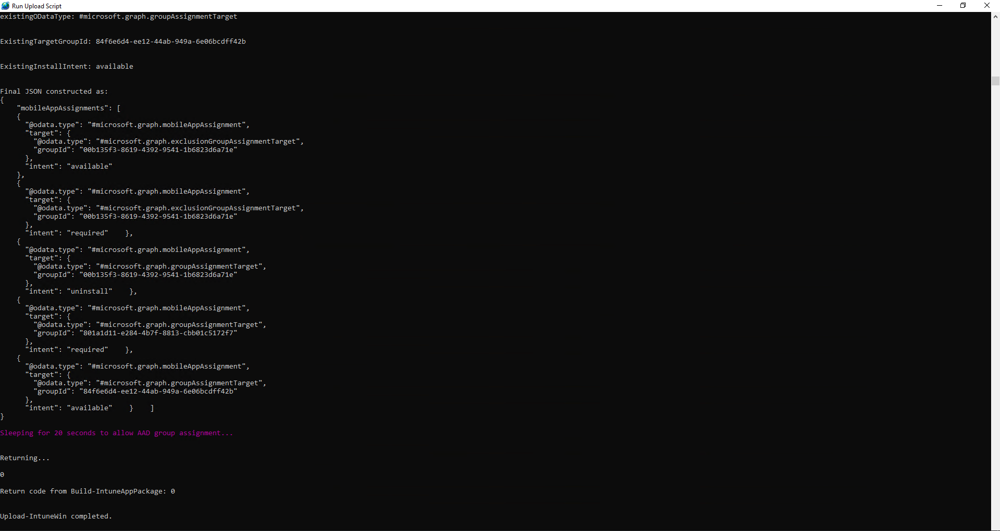 Run Upload Script
existingODataType: #microsoft.graph.groupAssignmentTarget
ExistingTargetGroupId: 84f6e6d4-ee12-44ab-949a-6e06bcdff42b
ExistingInstallIntent: available
Final JSON constructed as:
{
    "mobileAppAssignments": [
    {
      "@odata.type": "#microsoft.graph.mobileAppAssignment",
      "target": {
        "@odata.type": "#microsoft.graph.exclusionGroupAssignmentTarget",
        "groupId": "00b135f3-8619-4392-9541-1b6823d6a71e"
      },
      "intent": "available"
    },
    {
      "@odata.type": "#microsoft.graph.mobileAppAssignment",
      "target": {
        "@odata.type": "#microsoft.graph.exclusionGroupAssignmentTarget",
        "groupId": "00b135f3-8619-4392-9541-1b6823d6a71e"
      },
      "intent": "required"    },
    {
      "@odata.type": "#microsoft.graph.mobileAppAssignment",
      "target": {
        "@odata.type": "#microsoft.graph.groupAssignmentTarget",
        "groupId": "00b135f3-8619-4392-9541-1b6823d6a71e"
      },
      "intent": "uninstall"    },
    {
      "@odata.type": "#microsoft.graph.mobileAppAssignment",
      "target": {
        "@odata.type": "#microsoft.graph.groupAssignmentTarget",
        "groupId": "801a1d11-e284-4b7f-8813-cbb01c5172f7"
      },
      "intent": "required"    },
    {
      "@odata.type": "#microsoft.graph.mobileAppAssignment",
      "target": {
        "@odata.type": "#microsoft.graph.groupAssignmentTarget",
        "groupId": "84f6e6d4-ee12-44ab-949a-6e06bcdff42b"
      },
      "intent": "available"    }    ]
}
Sleeping for 20 seconds to allow AAD group assignment...
Returning...
0
Return code from Build-IntuneAppPackage: 0
Upload-IntuneWin completed.